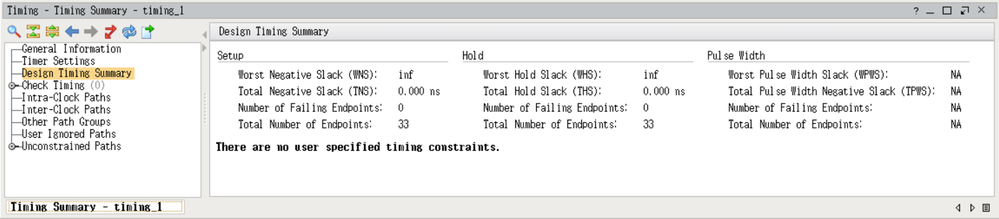 Timing - Timing Summary - timing_1
Design Timing Summary
General Information
Timer Settings
Design Timing Summary
Check Timing (0)
Intra-Clock Paths
Inter-Clock Paths
Other Path Groups
User Ignored Paths
Unconstrained Paths
Setup
Worst Negative Slack (WNS): inf
Total Negative Slack (TNS): 0.000 ns
Number of Failing Endpoints: 0
Total Number of Endpoints: 33
Hold
Worst Hold Slack (WHS): inf
Total Hold Slack (THS): 0.000 ns
Number of Failing Endpoints: 0
Total Number of Endpoints: 33
Pulse Width
Worst Pulse Width Slack (WPWS): NA
Total Pulse Width Negative Slack (TPWS): NA
Number of Failing Endpoints: NA
Total Number of Endpoints: NA
There are no user specified timing constraints.
Timing Summary - timing_1